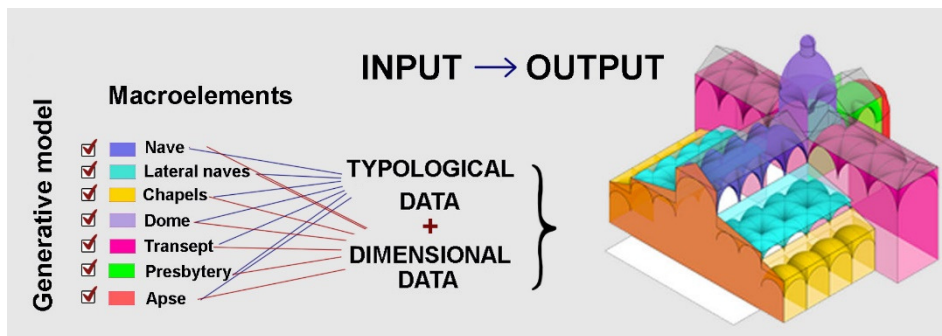 INPUT → OUTPUT
Generative model
Macroelements
Nave
Lateral naves
Chapels
Dome
Transept
Presbytery
Apse
TYPOLOGICAL
DATA
+
DIMENSIONAL
DATA